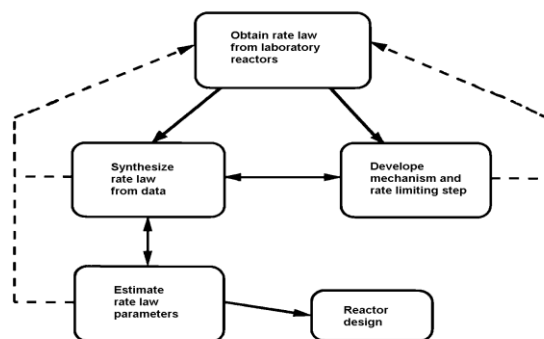 Obtain rate law
from laboratory
reactors
Synthesize
rate law
from data
Develope
mechanism and
rate limiting step
Estimate
rate law
parameters
Reactor
design